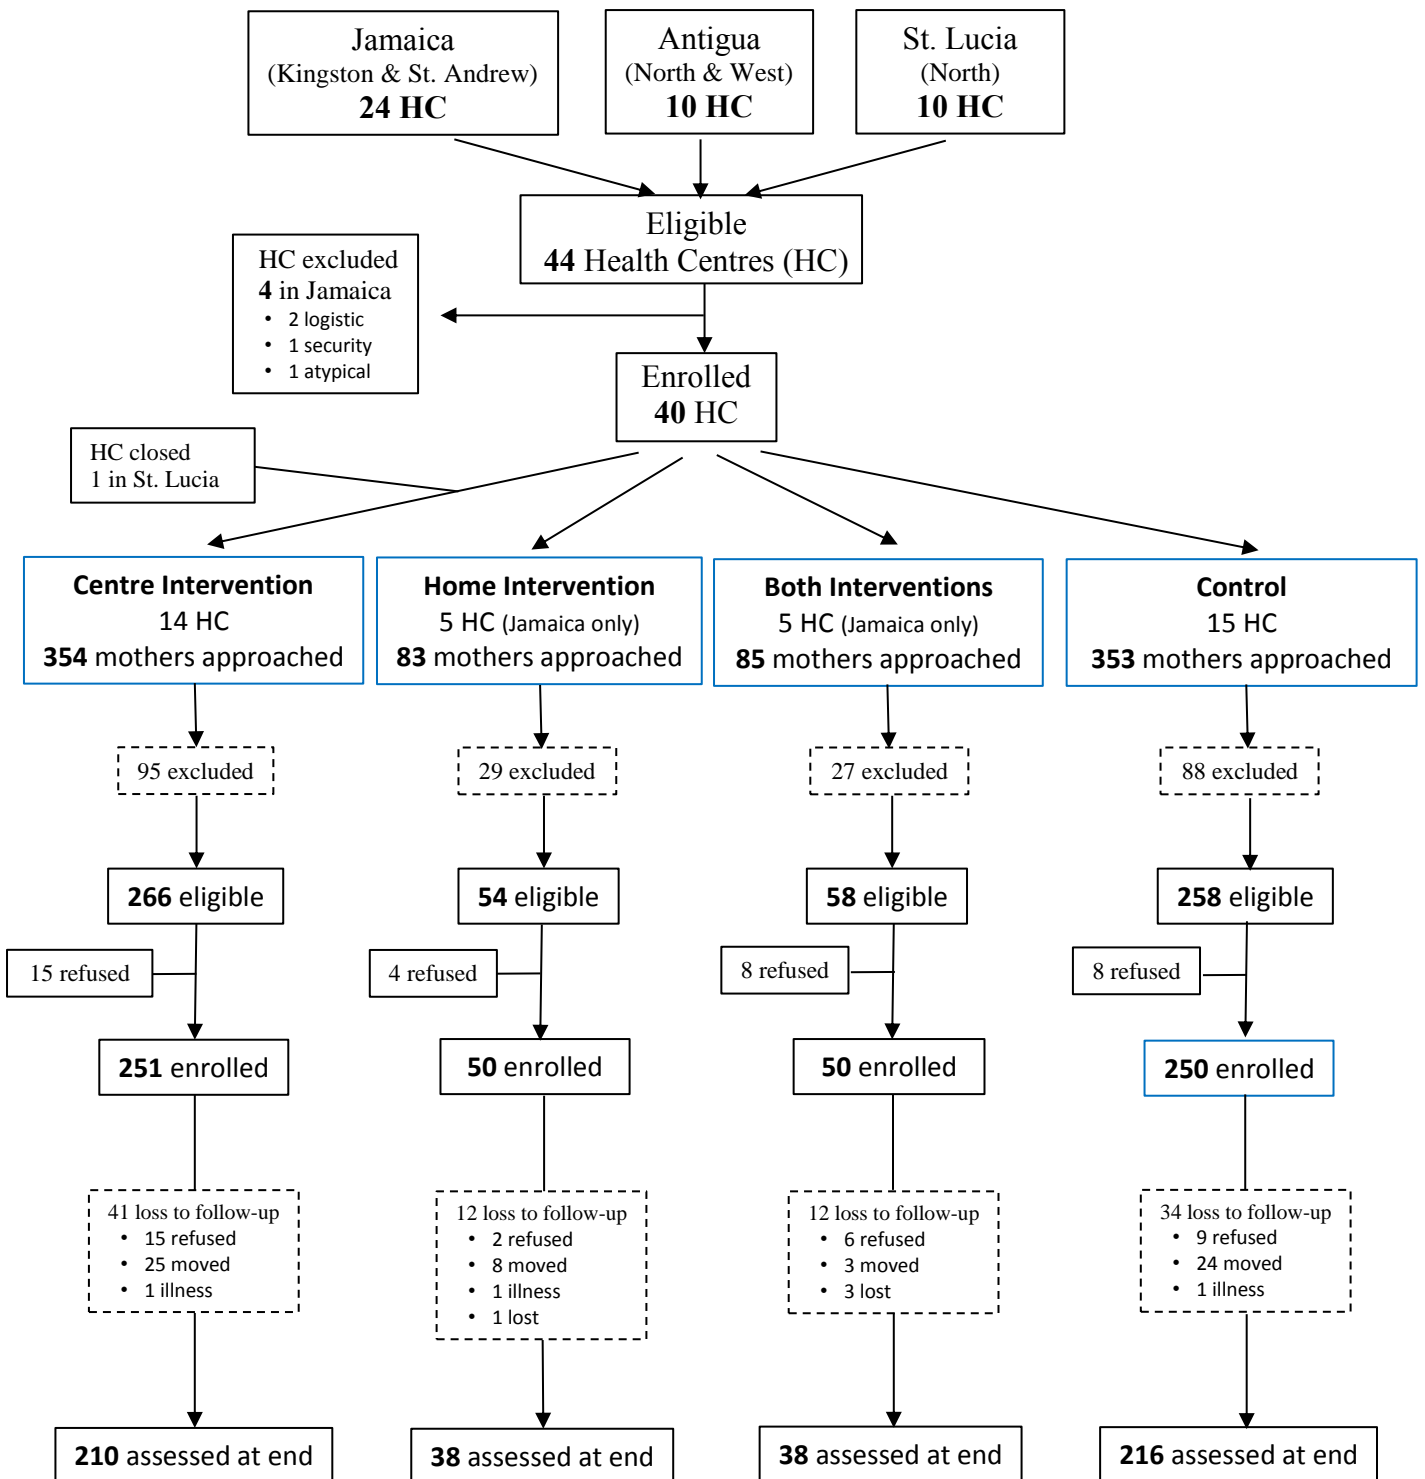 Jamaica
(Kingston & St. Andrew)
24 HC
Antigua
(North & West)
10 HC
St. Lucia
(North)
10 HC
Eligible
44 Health Centres (HC)
HC excluded
4 in Jamaica
• 2 logistic
• 1 security
• 1 atypical
Enrolled
40 HC
HC closed
1 in St. Lucia
Centre Intervention
14 HC
354 mothers approached
Home Intervention
5 HC (Jamaica only)
83 mothers approached
Both Interventions
5 HC (Jamaica only)
85 mothers approached
Control
15 HC
353 mothers approached
95 excluded
29 excluded
27 excluded
88 excluded
266 eligible
54 eligible
58 eligible
258 eligible
15 refused
4 refused
8 refused
8 refused
251 enrolled
50 enrolled
50 enrolled
250 enrolled
41 loss to follow-up
• 15 refused
• 25 moved
• 1 illness
12 loss to follow-up
• 2 refused
• 8 moved
• 1 illness
• 1 lost
12 loss to follow-up
• 6 refused
• 3 moved
• 3 lost
34 loss to follow-up
• 9 refused
• 24 moved
• 1 illness
210 assessed at end
38 assessed at end
38 assessed at end
216 assessed at end